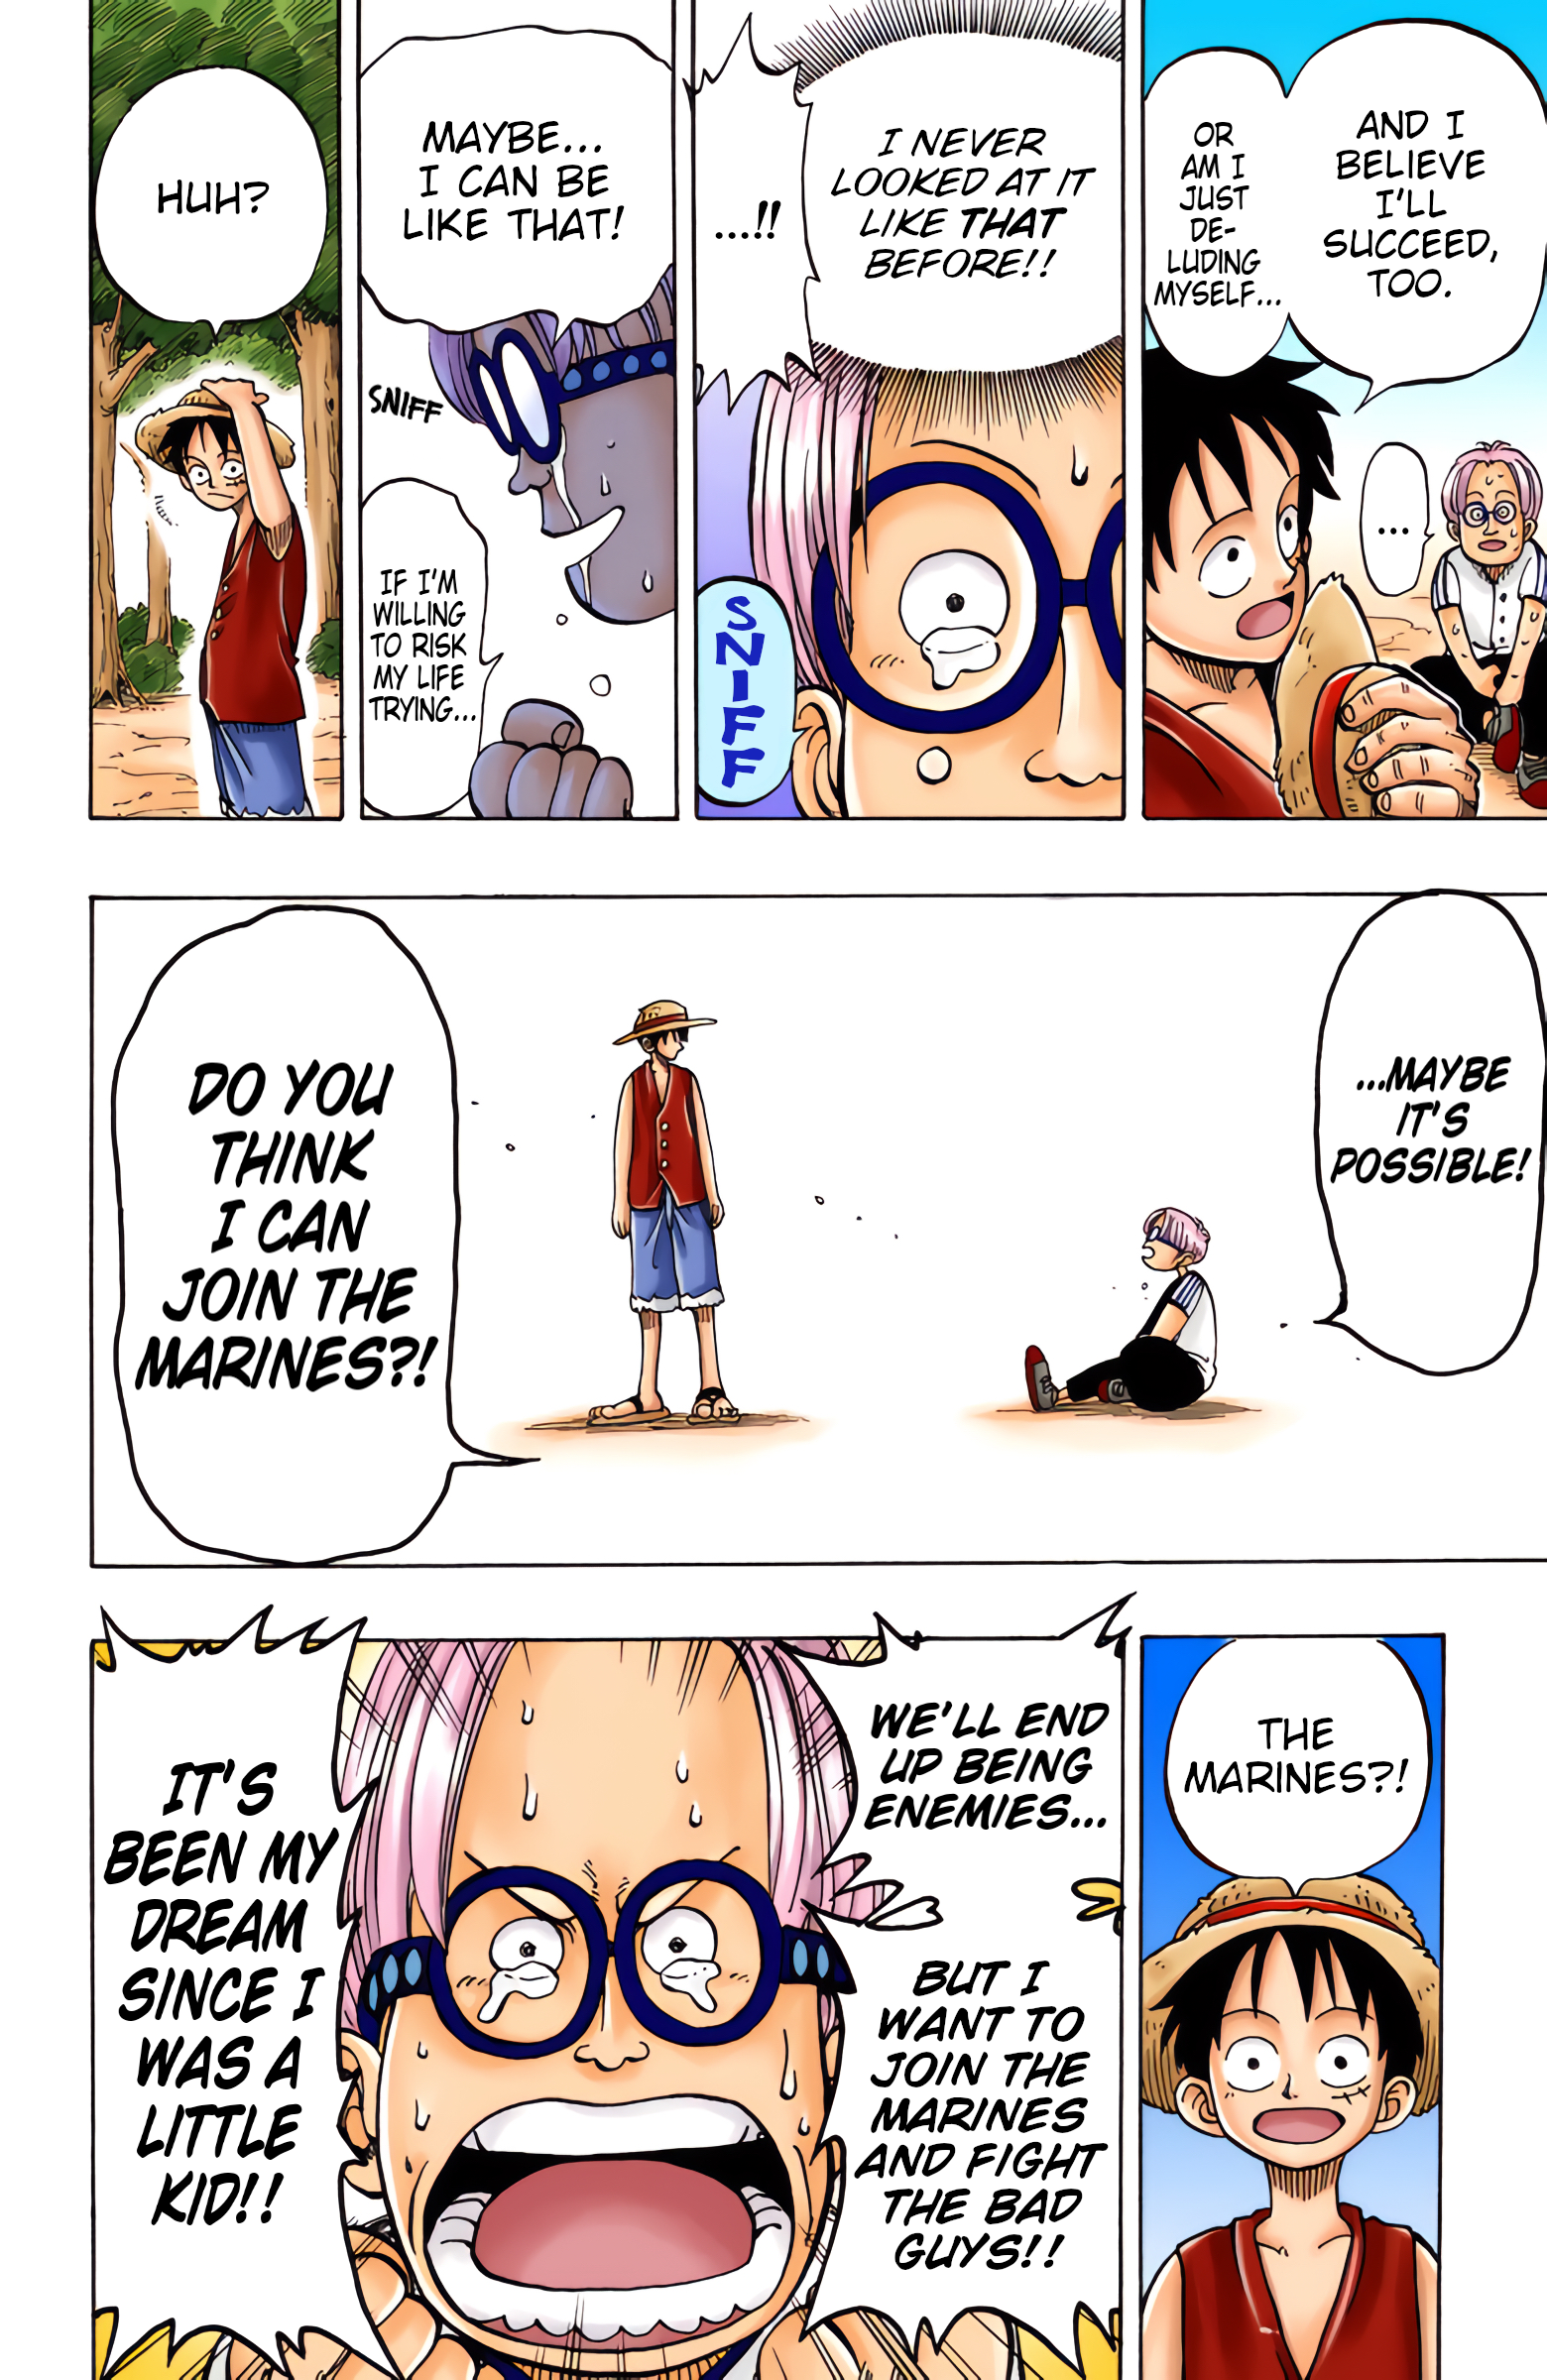 AND I
BELIEVE
I'LL
SUCCEED,
TOO.
OR
AM I
JUST
DE-
LUDING
MYSELF...
...
I NEVER
LOOKED AT IT
LIKE THAT
BEFORE!!
...!!
SNIFF
MAYBE...
I CAN BE
LIKE THAT!
SNIFF
IF I'M
WILLING
TO RISK
MY LIFE
TRYING...
HUH?
...MAYBE
IT'S
POSSIBLE!
DO YOU
THINK
I CAN
JOIN THE
MARINES?!
THE
MARINES?!
WE'LL END
UP BEING
ENEMIES...
BUT I
WANT TO
JOIN THE
MARINES
AND FIGHT
THE BAD
GUYS!!
IT'S
BEEN MY
DREAM
SINCE I
WAS A
LITTLE
KID!!